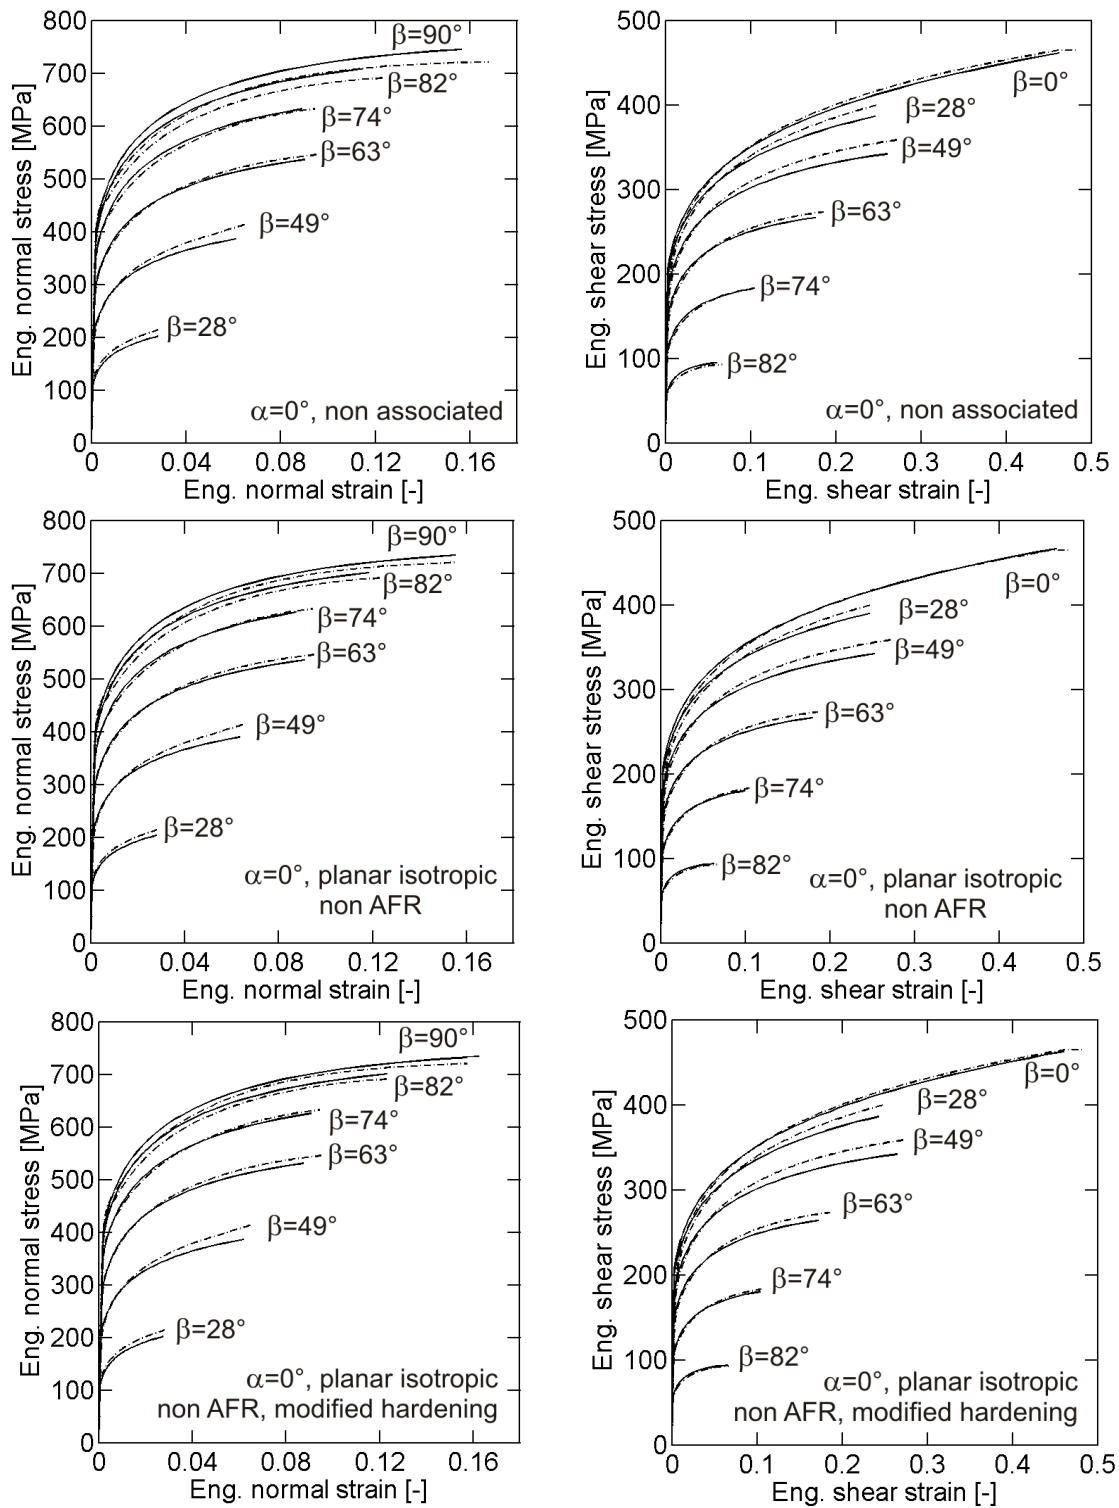 800
700
600
500
400
300
200
100
0
Eng. normal stress [MPa]
β=90°
β=82°
β=74°
β=63°
β=49°
β=28°
α=0°, non associated
0 0.04 0.08 0.12 0.16
Eng. normal strain [-]
500
400
300
200
100
0
Eng. shear stress [MPa]
β=0°
β=28°
β=49°
β=63°
β=74°
β=82°
α=0°, non associated
0 0.1 0.2 0.3 0.4 0.5
Eng. shear strain [-]
800
700
600
500
400
300
200
100
0
Eng. normal stress [MPa]
β=90°
β=82°
β=74°
β=63°
β=49°
β=28°
α=0°, planar isotropic
non AFR
0 0.04 0.08 0.12 0.16
Eng. normal strain [-]
500
400
300
200
100
0
Eng. shear stress [MPa]
β=0°
β=28°
β=49°
β=63°
β=74°
β=82°
α=0°, planar isotropic
non AFR
0 0.1 0.2 0.3 0.4 0.5
Eng. shear strain [-]
800
700
600
500
400
300
200
100
0
Eng. normal stress [MPa]
β=90°
β=82°
β=74°
β=63°
β=49°
β=28°
α=0°, planar isotropic
non AFR, modified hardening
0 0.04 0.08 0.12 0.16
Eng. normal strain [-]
500
400
300
200
100
0
Eng. shear stress [MPa]
β=0°
β=28°
β=49°
β=63°
β=74°
β=82°
α=0°, planar isotropic
non AFR, modified hardening
0 0.1 0.2 0.3 0.4 0.5
Eng. shear strain [-]